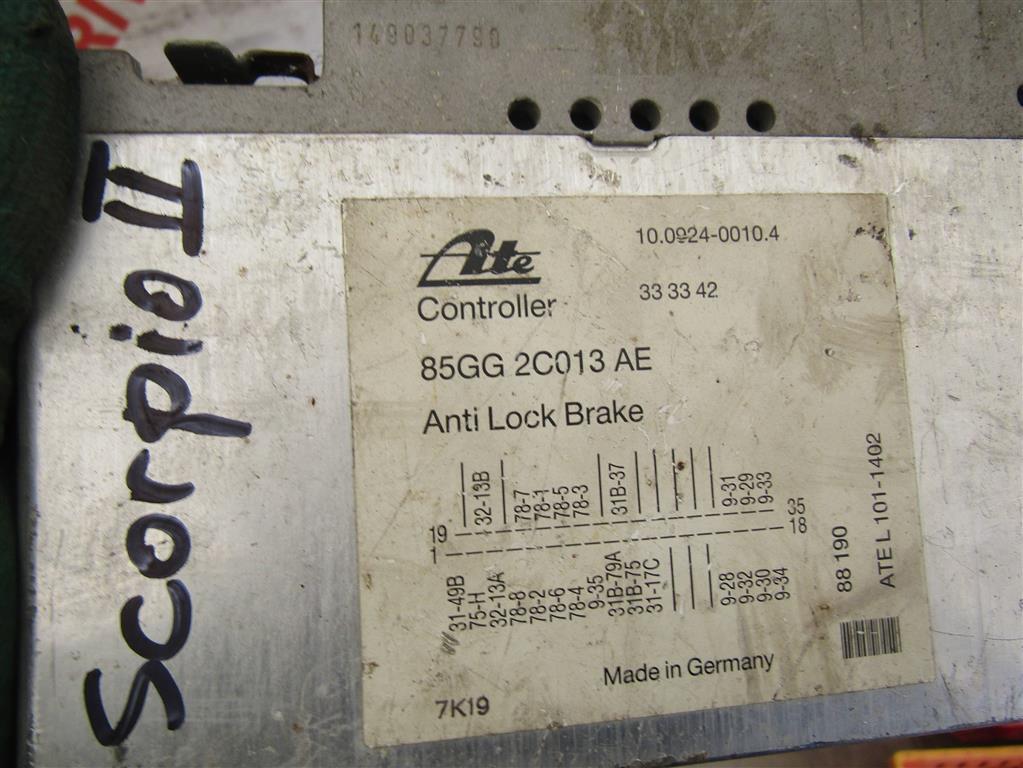 149037790
Scorpio II
Ate
10.0924-0010.4
Controller
33 33 42
85GG 2C013 AE
Anti Lock Brake
32-13B 78-7 78-1 78-5 78-3 31B-37 9-31 9-29 9-33
19 35
1 18
31-49B 75-H 32-13A 78-8 78-2 78-6 78-4 9-35 31B-79A 31B-75 31-17C 9-28 9-32 9-30 9-34
88 190
ATE L 101-1402
Made in Germany
7K19